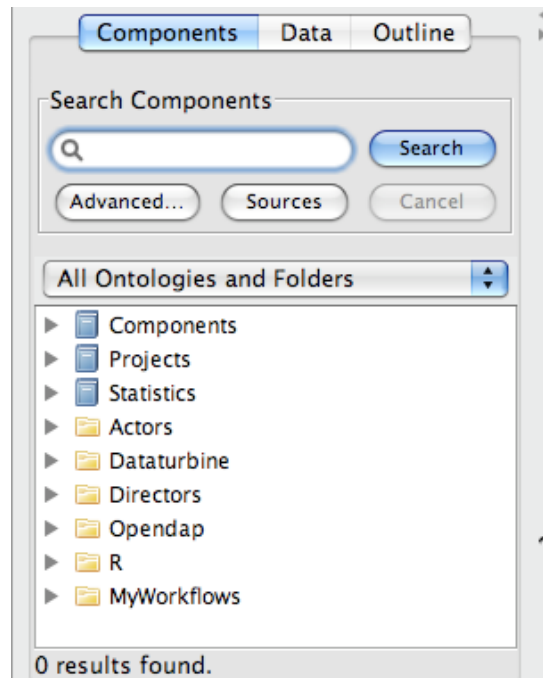 Components Data Outline
Search Components
Search
Advanced... Sources Cancel
All Ontologies and Folders
Components
Projects
Statistics
Actors
Dataturbine
Directors
Opendap
R
MyWorkflows
0 results found.